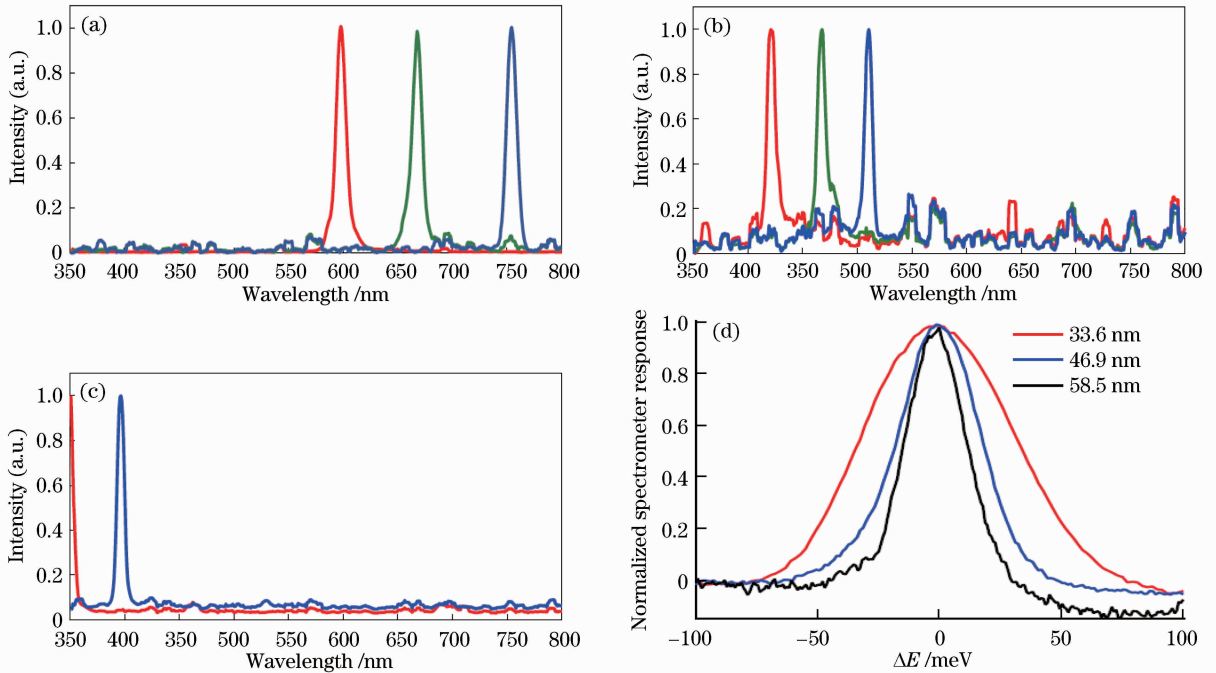 (a)
Intensity (a.u.)
1.0
0.8
0.6
0.4
0.2
0
350 400 450 500 550 600 650 700 750 800
Wavelength /nm
(b)
Intensity (a.u.)
1.0
0.8
0.6
0.4
0.2
0
350 400 350 500 550 600 650 700 750 800
Wavelength /nm
(c)
Intensity (a.u.)
1.0
0.8
0.6
0.4
0.2
0
350 400 350 500 550 600 650 700 750 800
Wavelength /nm
(d)
Normalized spectrometer response
1.0
0.8
0.6
0.4
0.2
0
33.6 nm
46.9 nm
58.5 nm
−100 −50 0 50 100
ΔE /meV